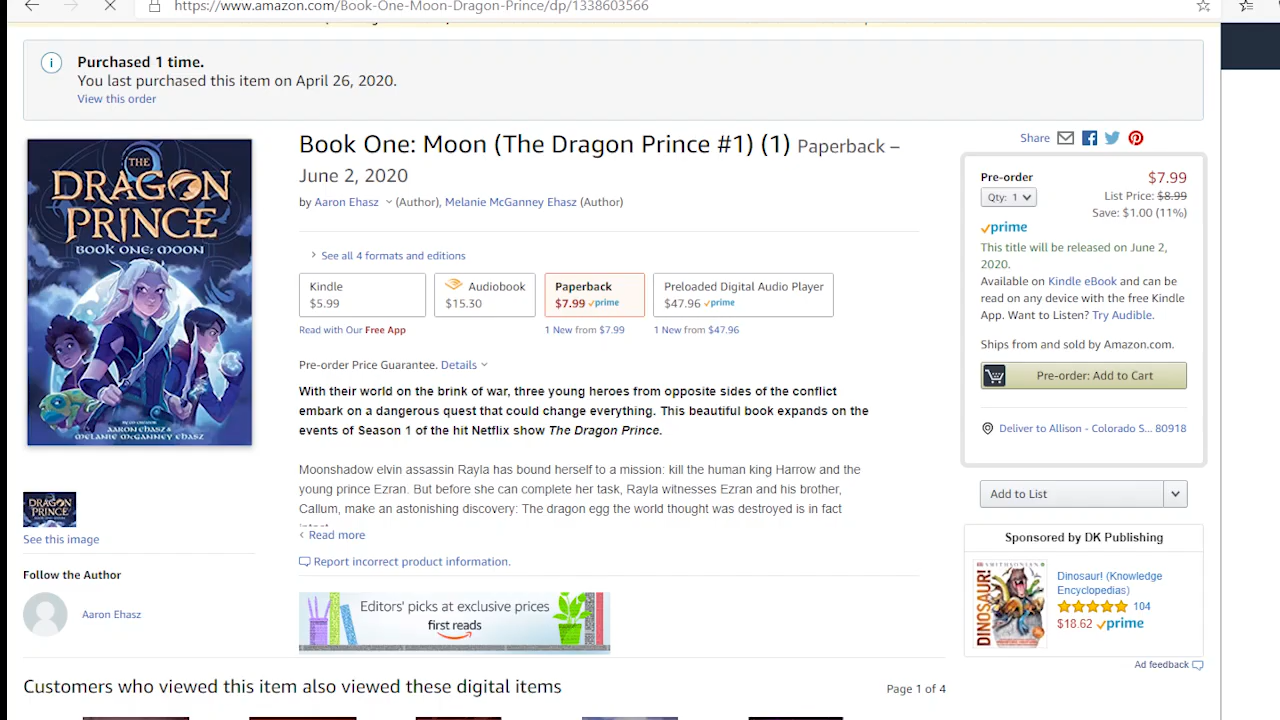 https://www.amazon.com/Book-One-Moon-Dragon-Prince/dp/1338603566
Purchased 1 time.
You last purchased this item on April 26, 2020.
View this order
THE
DRAGON
PRINCE
BOOK ONE: MOON
AARON EHASZ &
MELANIE MCGANNEY EHASZ
DRAGON
PRINCE
See this image
Follow the Author
Aaron Ehasz
Book One: Moon (The Dragon Prince #1) (1) Paperback –
June 2, 2020
by Aaron Ehasz (Author), Melanie McGanney Ehasz (Author)
See all 4 formats and editions
Kindle
$5.99
Read with Our Free App
Audiobook
$15.30
Paperback
$7.99 prime
1 New from $7.99
Preloaded Digital Audio Player
$47.96 prime
1 New from $47.96
Pre-order Price Guarantee. Details
With their world on the brink of war, three young heroes from opposite sides of the conflict
embark on a dangerous quest that could change everything. This beautiful book expands on the
events of Season 1 of the hit Netflix show The Dragon Prince.
Moonshadow elvin assassin Rayla has bound herself to a mission: kill the human king Harrow and the
young prince Ezran. But before she can complete her task, Rayla witnesses Ezran and his brother,
Callum, make an astonishing discovery: The dragon egg the world thought was destroyed is in fact
Read more
Report incorrect product information.
Editors' picks at exclusive prices
first reads
Share
Pre-order
$7.99
Qty: 1
List Price: $8.99
Save: $1.00 (11%)
prime
This title will be released on June 2,
2020.
Available on Kindle eBook and can be
read on any device with the free Kindle
App. Want to Listen? Try Audible.
Ships from and sold by Amazon.com.
Pre-order: Add to Cart
Deliver to Allison - Colorado S... 80918
Add to List
Sponsored by DK Publishing
SMITHSONIAN
DINOSAUR!
Dinosaur! (Knowledge
Encyclopedias)
104
$18.62 prime
Ad feedback
Customers who viewed this item also viewed these digital items
Page 1 of 4